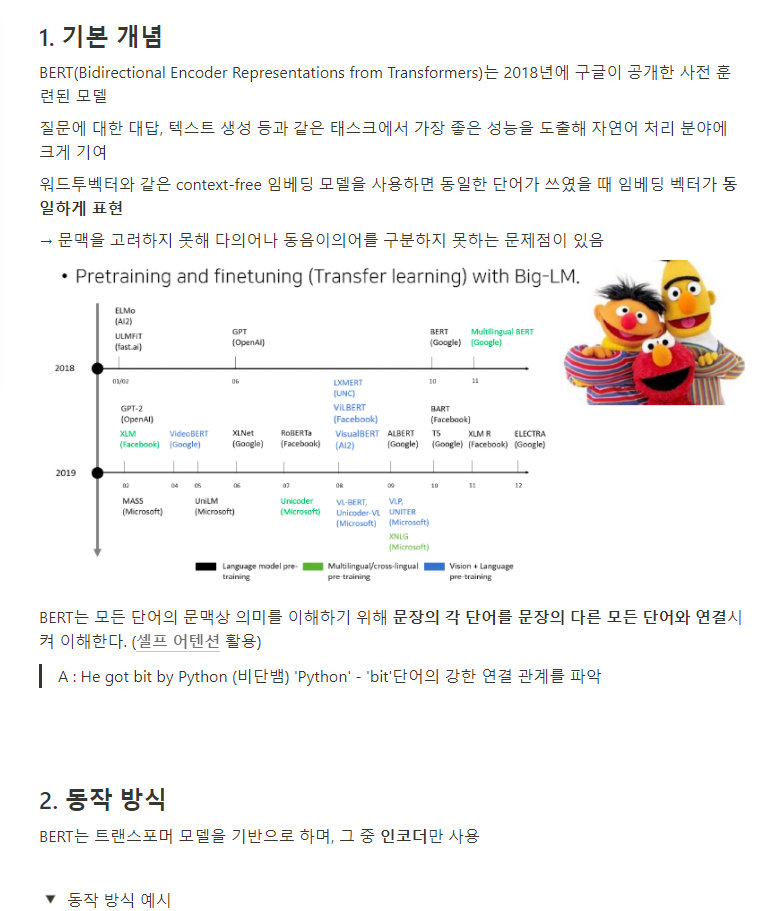 1. 기본 개념
BERT(Bidirectional Encoder Representations from Transformers)는 2018년에 구글이 공개한 사전 훈
련된 모델
질문에 대한 대답, 텍스트 생성 등과 같은 태스크에서 가장 좋은 성능을 도출해 자연어 처리 분야에
크게 기여
워드투벡터와 같은 context-free 임베딩 모델을 사용하면 동일한 단어가 쓰였을 때 임베딩 벡터가 동
일하게 표현
→ 문맥을 고려하지 못해 다의어나 동음이의어를 구분하지 못하는 문제점이 있음
• Pretraining and finetuning (Transfer learning) with Big-LM.
ELMo
(AI2)
ULMFiT
(fast.ai)
GPT
(OpenAI)
BERT
(Google)
Multilingual BERT
(Google)
2018
01/02
06
10
11
LXMERT
(UNC)
GPT-2
(OpenAI)
ViLBERT
(Facebook)
BART
(Facebook)
XLM
(Facebook)
VideoBERT
(Google)
XLNet
(Google)
RoBERTa
(Facebook)
VisualBERT
(AI2)
ALBERT
(Google)
T5
(Google)
XLM R
(Facebook)
ELECTRA
(Google)
2019
02
04
05
06
07
08
09
10
11
12
MASS
(Microsoft)
UniLM
(Microsoft)
Unicoder
(Microsoft)
VL-BERT,
Unicoder-VL
(Microsoft)
VLP,
UNITER
(Microsoft)
XNLG
(Microsoft)
Language model pre-
training
Multilingual/cross-lingual
pre-training
Vision + Language
pre-training
BERT는 모든 단어의 문맥상 의미를 이해하기 위해 문장의 각 단어를 문장의 다른 모든 단어와 연결시
켜 이해한다. (셀프 어텐션 활용)
A : He got bit by Python (비단뱀) 'Python' - 'bit'단어의 강한 연결 관계를 파악
2. 동작 방식
BERT는 트랜스포머 모델을 기반으로 하며, 그 중 인코더만 사용
▼ 동작 방식 예시